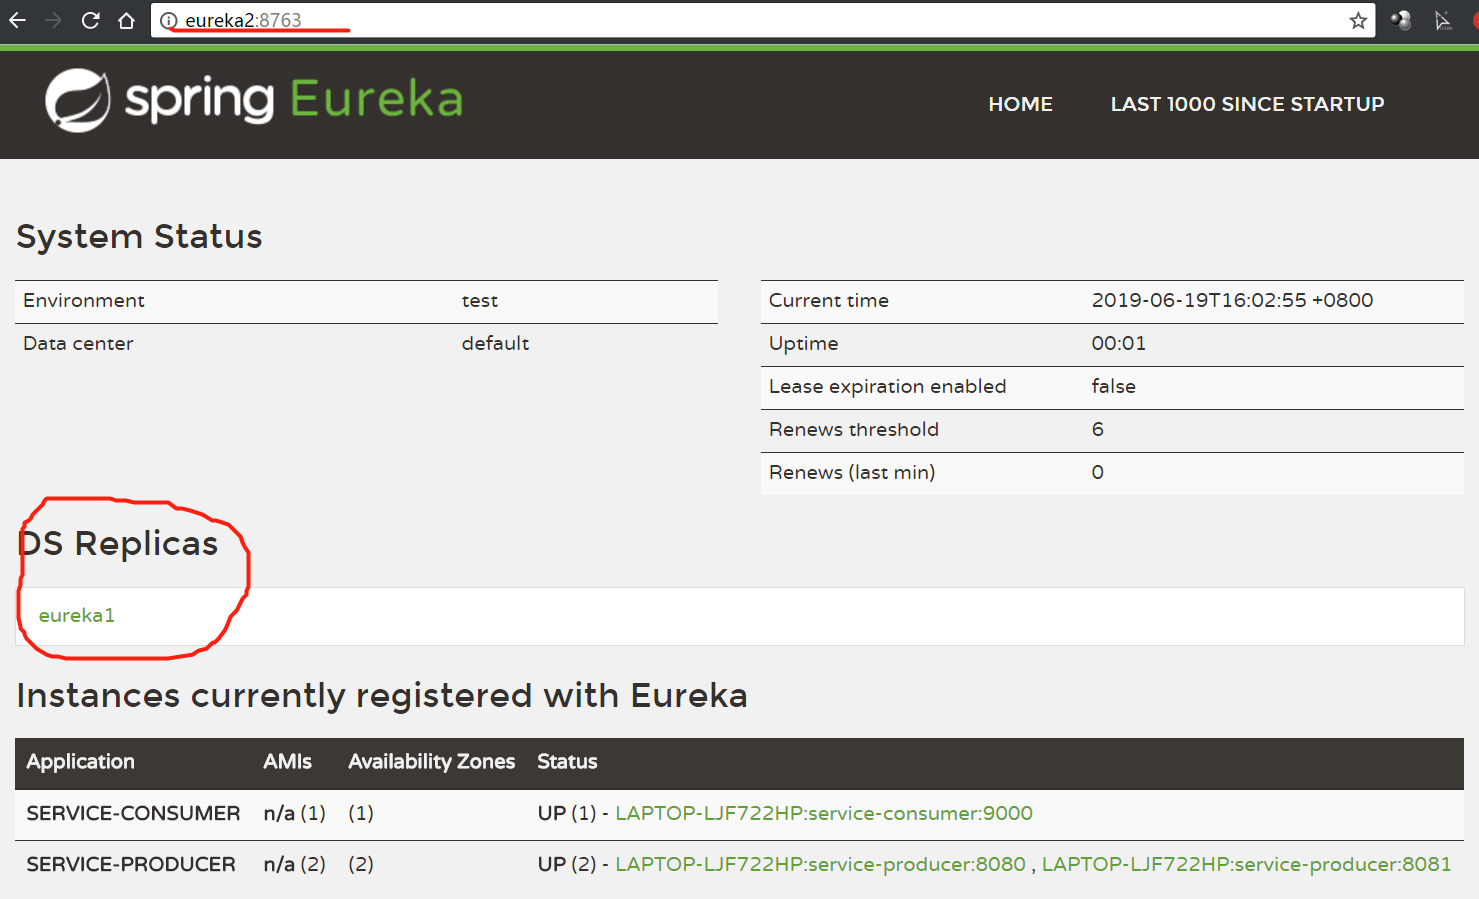 eureka2:8763
spring Eureka
HOME LAST 1000 SINCE STARTUP
System Status
Environment test
Data center default
Current time 2019-06-19T16:02:55 +0800
Uptime 00:01
Lease expiration enabled false
Renews threshold 6
Renews (last min) 0
DS Replicas
eureka1
Instances currently registered with Eureka
Application AMIs Availability Zones Status
SERVICE-CONSUMER n/a (1) (1) UP (1) - LAPTOP-LJF722HP:service-consumer:9000
SERVICE-PRODUCER n/a (2) (2) UP (2) - LAPTOP-LJF722HP:service-producer:8080 , LAPTOP-LJF722HP:service-producer:8081